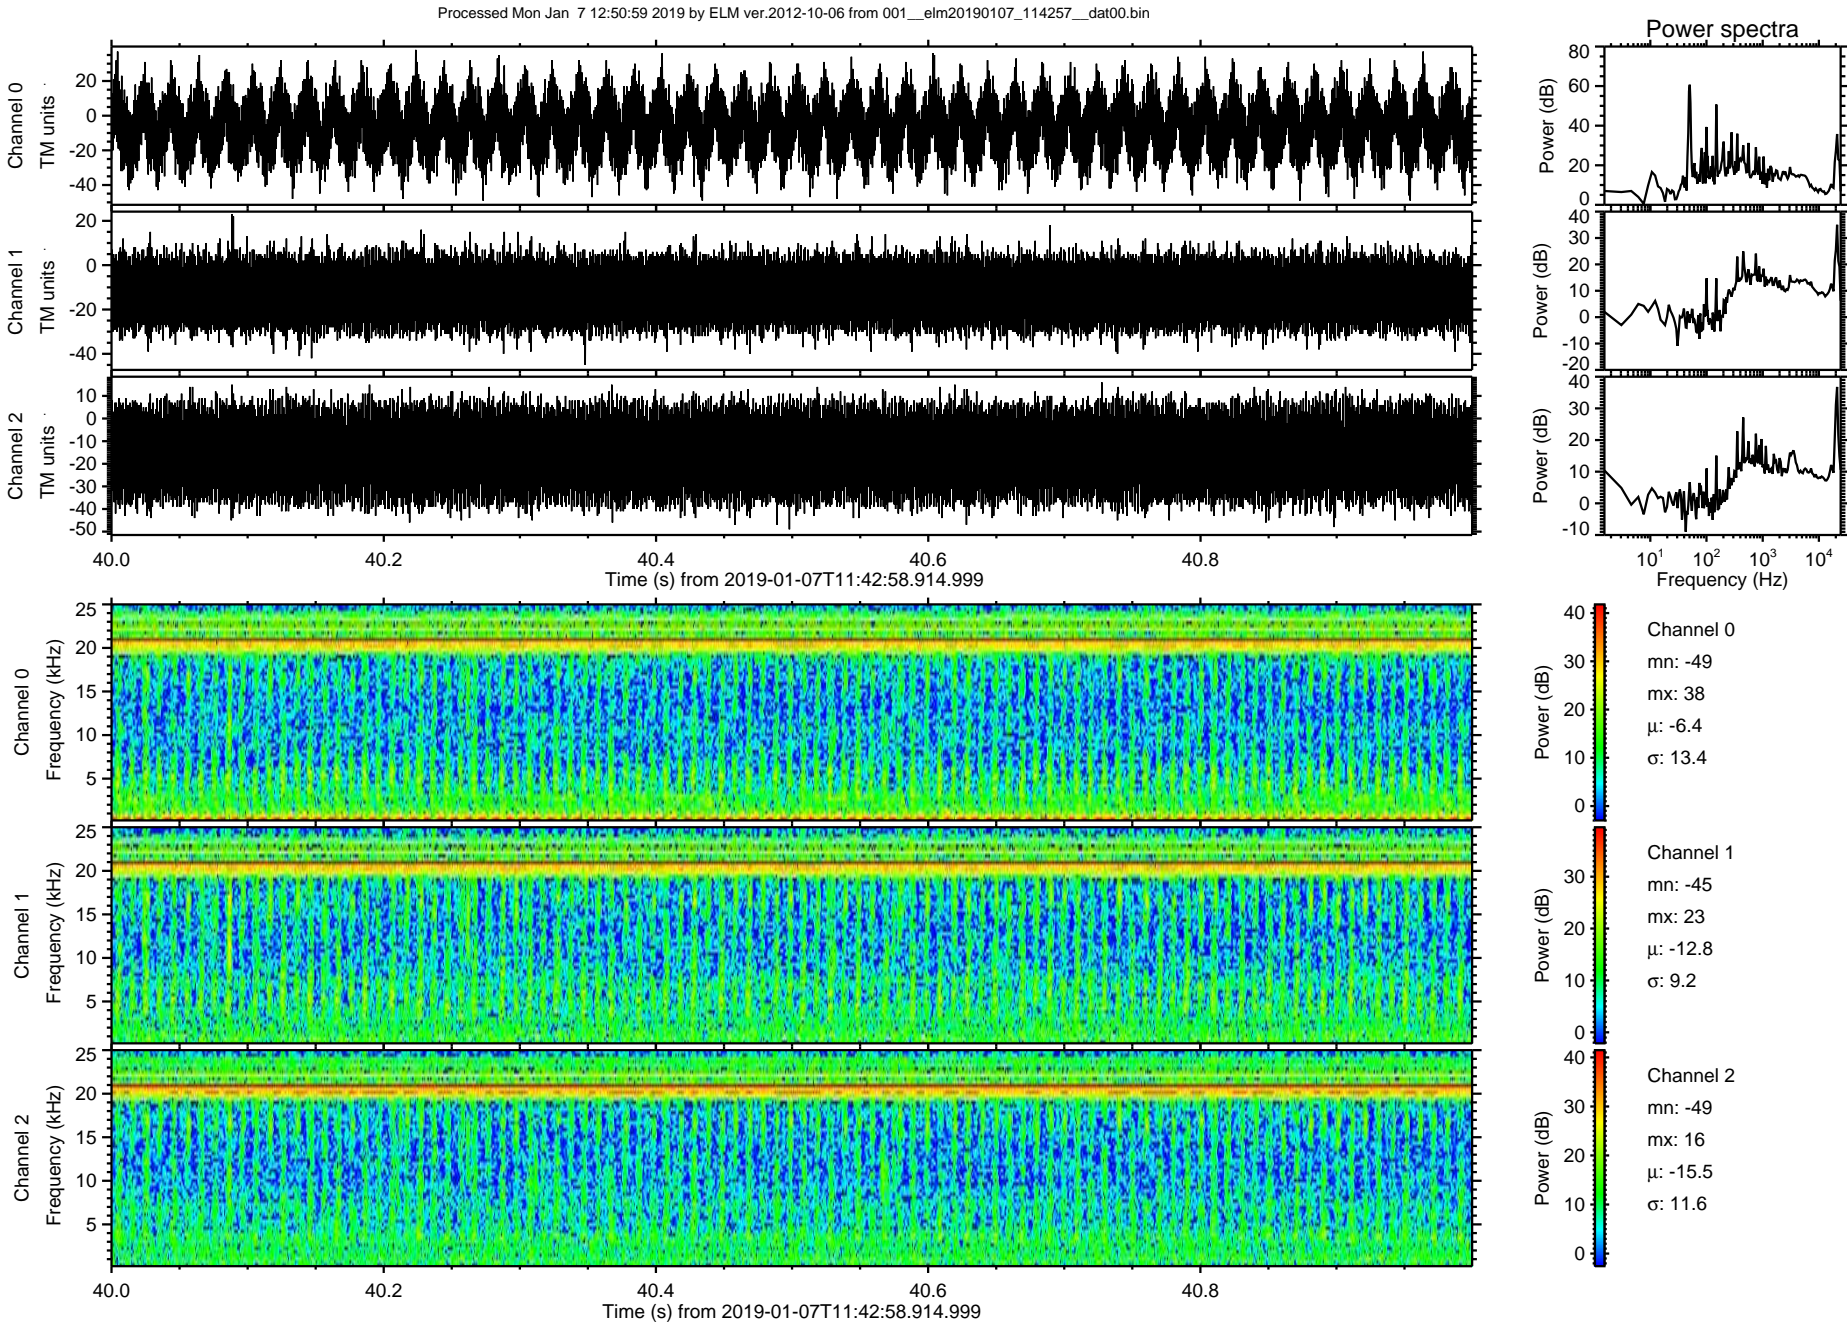 Processed Mon Jan 7 12:50:59 2019 by ELM ver.2012-10-06 from 001__elm20190107_114257__dat00.bin
Power spectra
Channel 0
TM units
20
0
-20
-40
Power (dB)
80
60
40
20
0
Channel 1
TM units
20
0
-20
-40
Power (dB)
40
30
20
10
0
-10
-20
Channel 2
TM units
10
0
-10
-20
-30
-40
-50
Power (dB)
40
30
20
10
0
-10
40.0 40.2 40.4 40.6 40.8
Time (s) from 2019-01-07T11:42:58.914.999
10^1 10^2 10^3 10^4
Frequency (Hz)
Channel 0
Frequency (kHz)
25
20
15
10
5
Power (dB)
40
30
20
10
0
Channel 0
mn: -49
mx: 38
μ: -6.4
σ: 13.4
Channel 1
Frequency (kHz)
25
20
15
10
5
Power (dB)
30
20
10
0
Channel 1
mn: -45
mx: 23
μ: -12.8
σ: 9.2
Channel 2
Frequency (kHz)
25
20
15
10
5
Power (dB)
40
30
20
10
0
Channel 2
mn: -49
mx: 16
μ: -15.5
σ: 11.6
40.0 40.2 40.4 40.6 40.8
Time (s) from 2019-01-07T11:42:58.914.999